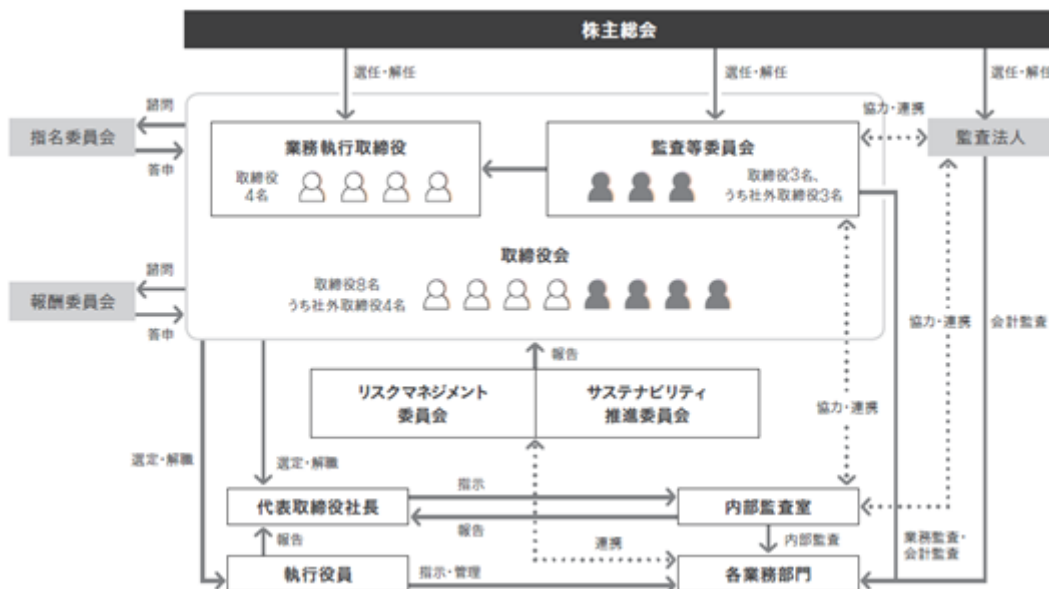 株主総会
選任・解任
選任・解任
選任・解任
諮問
指名委員会
答申
業務執行取締役
取締役
4名
監査等委員会
取締役3名、
うち社外取締役3名
協力・連携
監査法人
取締役会
取締役8名
うち社外取締役4名
諮問
報酬委員会
答申
報告
リスクマネジメント
委員会
サステナビリティ
推進委員会
協力・連携
協力・連携
会計監査
選定・解職
選定・解職
代表取締役社長
指示
報告
内部監査室
報告
連携
内部監査
業務監査・
会計監査
執行役員
指示・管理
各業務部門